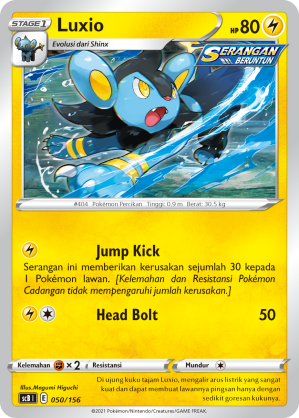 STAGE 1
Luxio
HP 80
Evolusi dari Shinx
SERANGAN
BERUNTUN
#404 Pokémon Percikan Tinggi: 0.9 m Berat: 30.5 kg
Jump Kick
Serangan ini memberikan kerusakan sejumlah 30 kepada
1 Pokémon lawan. [Kelemahan dan Resistansi Pokémon
Cadangan tidak mempengaruhi jumlah kerusakan.]
Head Bolt 50
Kelemahan × 2 Resistansi Mundur
Illus. Megumi Higuchi
Di ujung kuku tajam Luxio, mengalir arus listrik yang sangat
kuat dan dapat membuat lawannya pingsan hanya dengan
sedikit goresan sekalipun.
E 050/156
©2021 Pokémon/Nintendo/Creatures/GAME FREAK